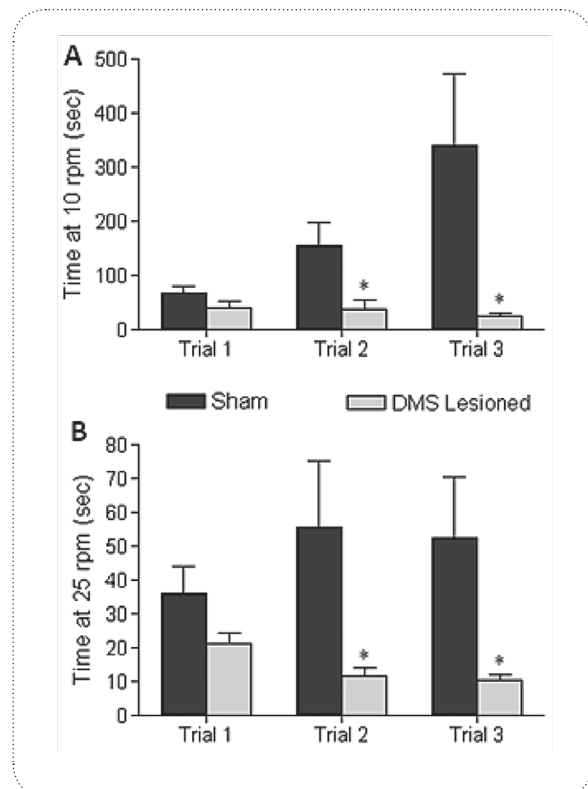 A
Time at 10 rpm (sec)
500
400
300
200
100
0
*
*
Trial 1
Trial 2
Trial 3
Sham
DMS Lesioned
B
Time at 25 rpm (sec)
80
70
60
50
40
30
20
10
0
*
*
Trial 1
Trial 2
Trial 3